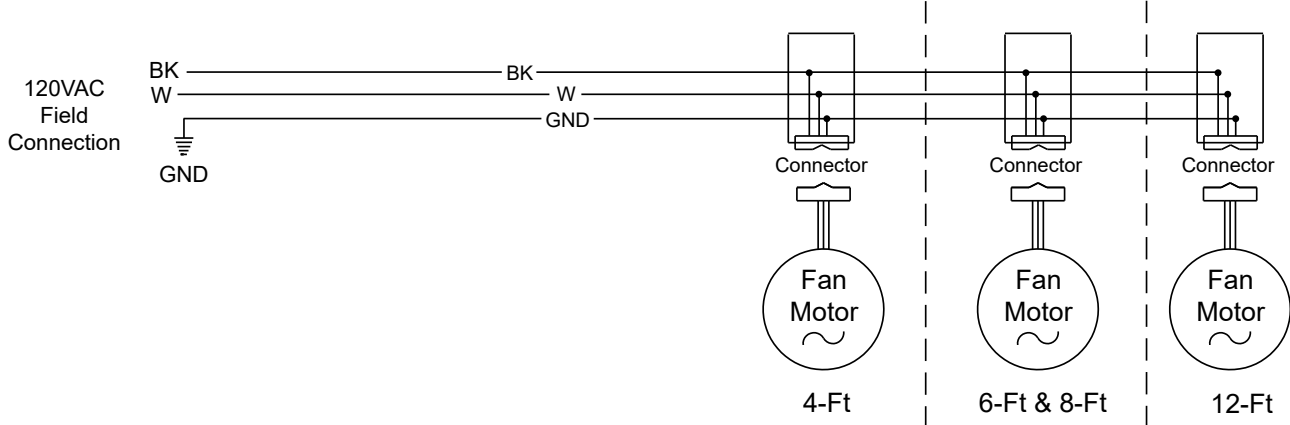 120VAC
Field
Connection
BK
W
GND
BK
W
GND
Connector
Connector
Connector
Fan
Motor
Fan
Motor
Fan
Motor
4-Ft
6-Ft & 8-Ft
12-Ft